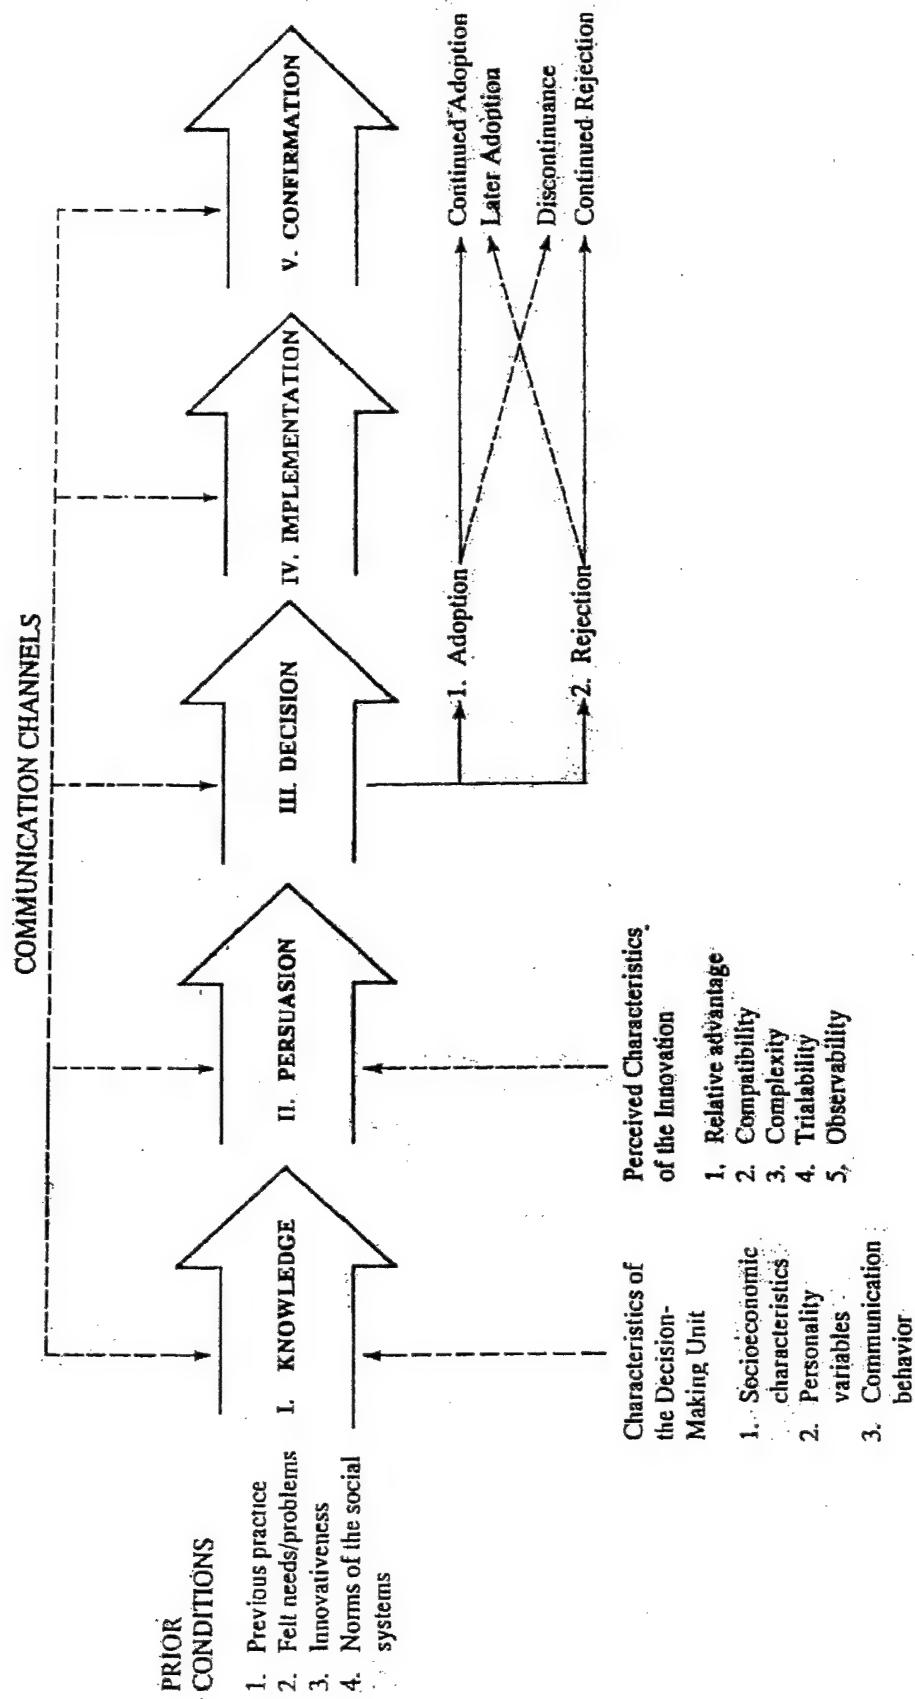 COMMUNICATION CHANNELS
PRIOR
CONDITIONS
1. Previous practice
2. Felt needs/problems
3. Innovativeness
4. Norms of the social
systems
I. KNOWLEDGE
II. PERSUASION
III. DECISION
IV. IMPLEMENTATION
V. CONFIRMATION
Characteristics of
the Decision-
Making Unit
1. Socioeconomic
characteristics
2. Personality
variables
3. Communication
behavior
Perceived Characteristics
of the Innovation
1. Relative advantage
2. Compatibility
3. Complexity
4. Trialability
5. Observability
1. Adoption
2. Rejection
Continued Adoption
Later Adoption
Discontinuance
Continued Rejection